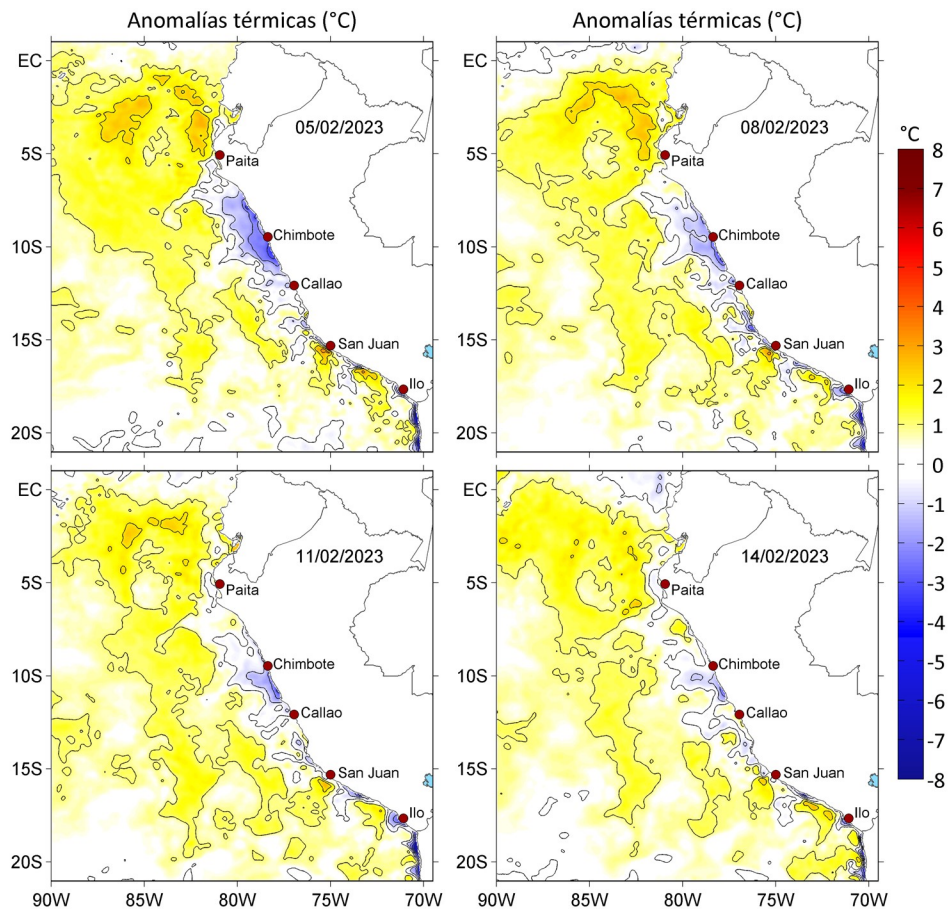 Anomalías térmicas (°C)
Anomalías térmicas (°C)
EC
5S
10S
15S
20S
05/02/2023
Paita
Chimbote
Callao
San Juan
Ilo
EC
5S
10S
15S
20S
08/02/2023
Paita
Chimbote
Callao
San Juan
Ilo
°C
8
7
6
5
4
3
2
1
0
-1
-2
-3
-4
-5
-6
-7
-8
EC
5S
10S
15S
20S
11/02/2023
Paita
Chimbote
Callao
San Juan
Ilo
90W 85W 80W 75W 70W
EC
5S
10S
15S
20S
14/02/2023
Paita
Chimbote
Callao
San Juan
Ilo
90W 85W 80W 75W 70W